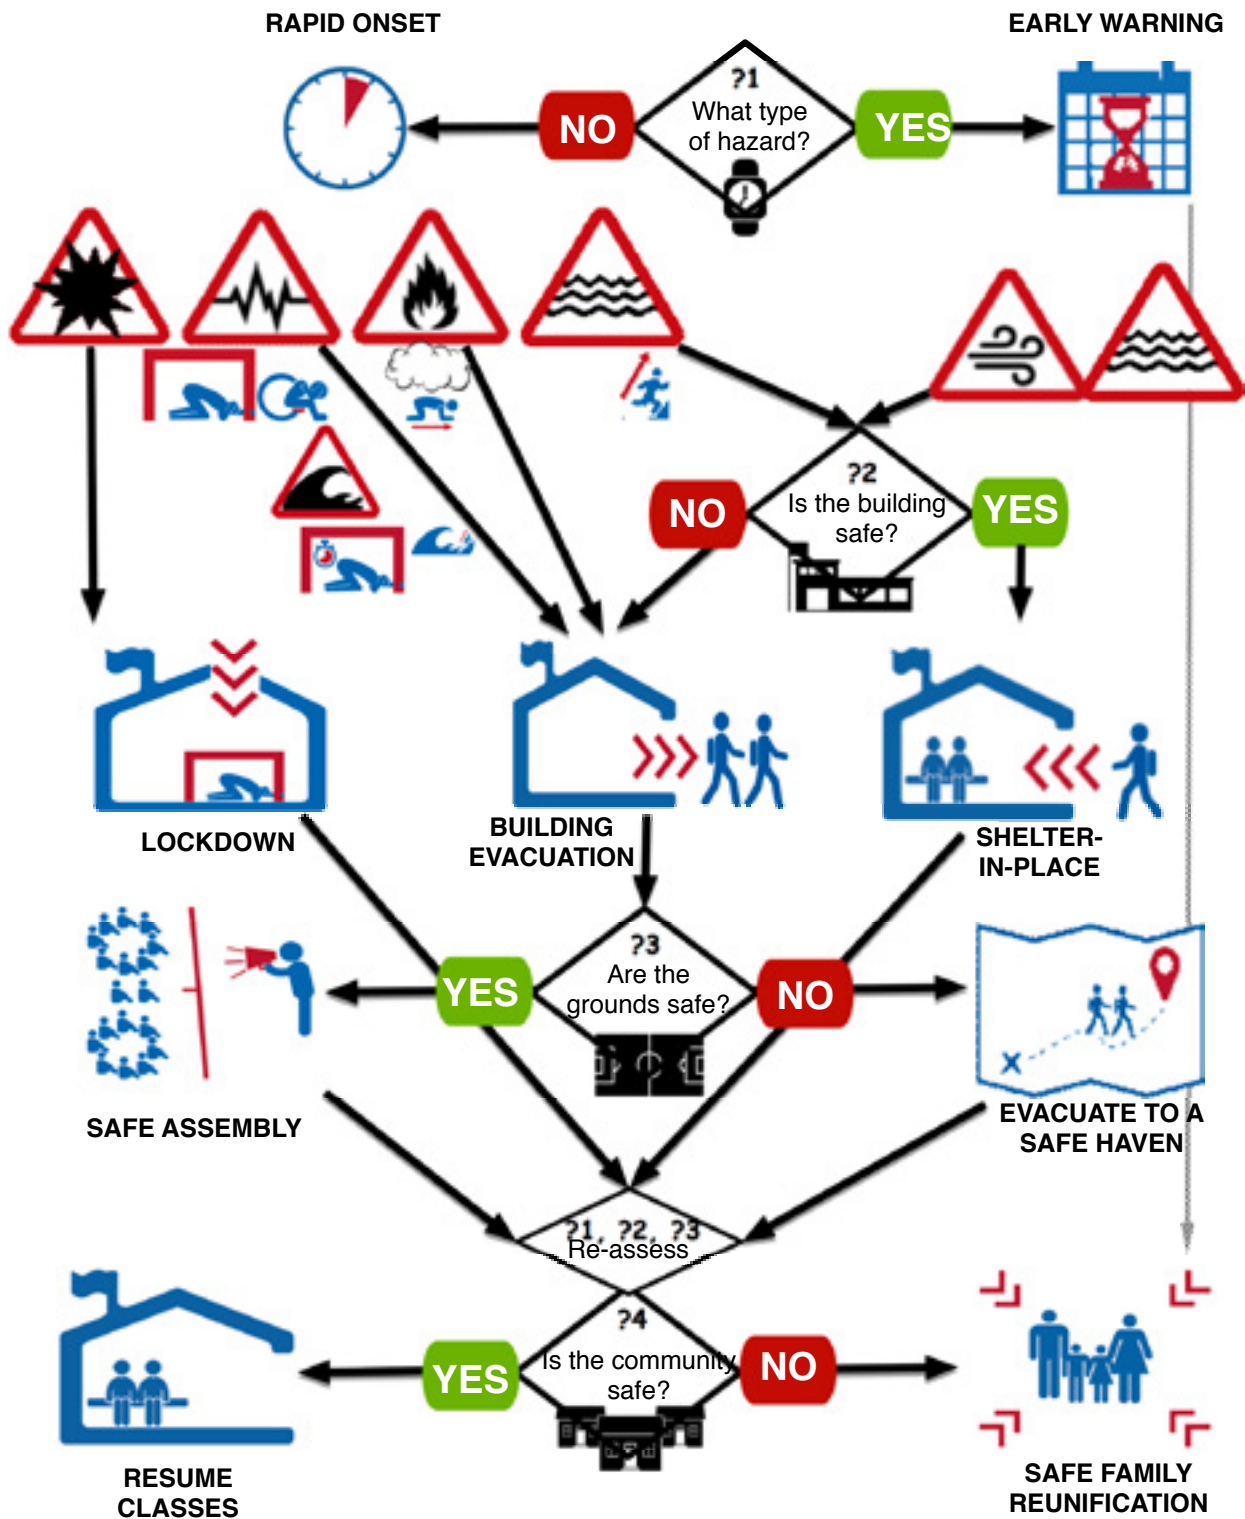 RAPID ONSET
EARLY WARNING
?1
What type
of hazard?
NO
YES
?2
Is the building
safe?
NO
YES
LOCKDOWN
BUILDING
EVACUATION
SHELTER-
IN-PLACE
?3
Are the
grounds safe?
YES
NO
SAFE ASSEMBLY
EVACUATE TO A
SAFE HAVEN
?1, ?2, ?3
Re-assess
?4
Is the community
safe?
YES
NO
RESUME
CLASSES
SAFE FAMILY
REUNIFICATION